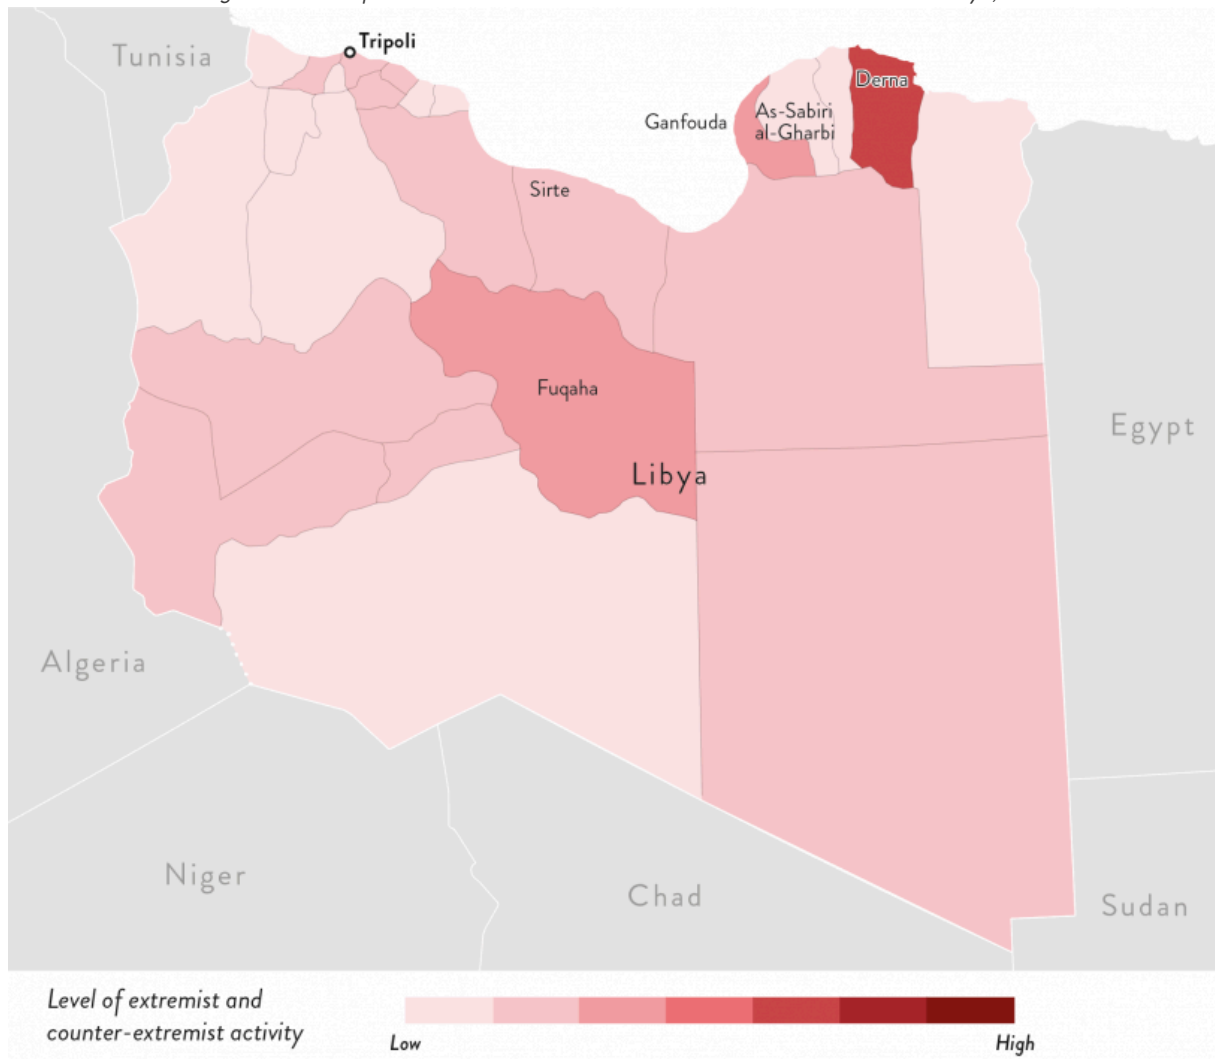 Tunisia
Tripoli
Derna
Ganfouda
As-Sabiri
al-Gharbi
Sirte
Fuqaha
Libya
Egypt
Algeria
Niger
Chad
Sudan
Level of extremist and
counter-extremist activity
Low
High